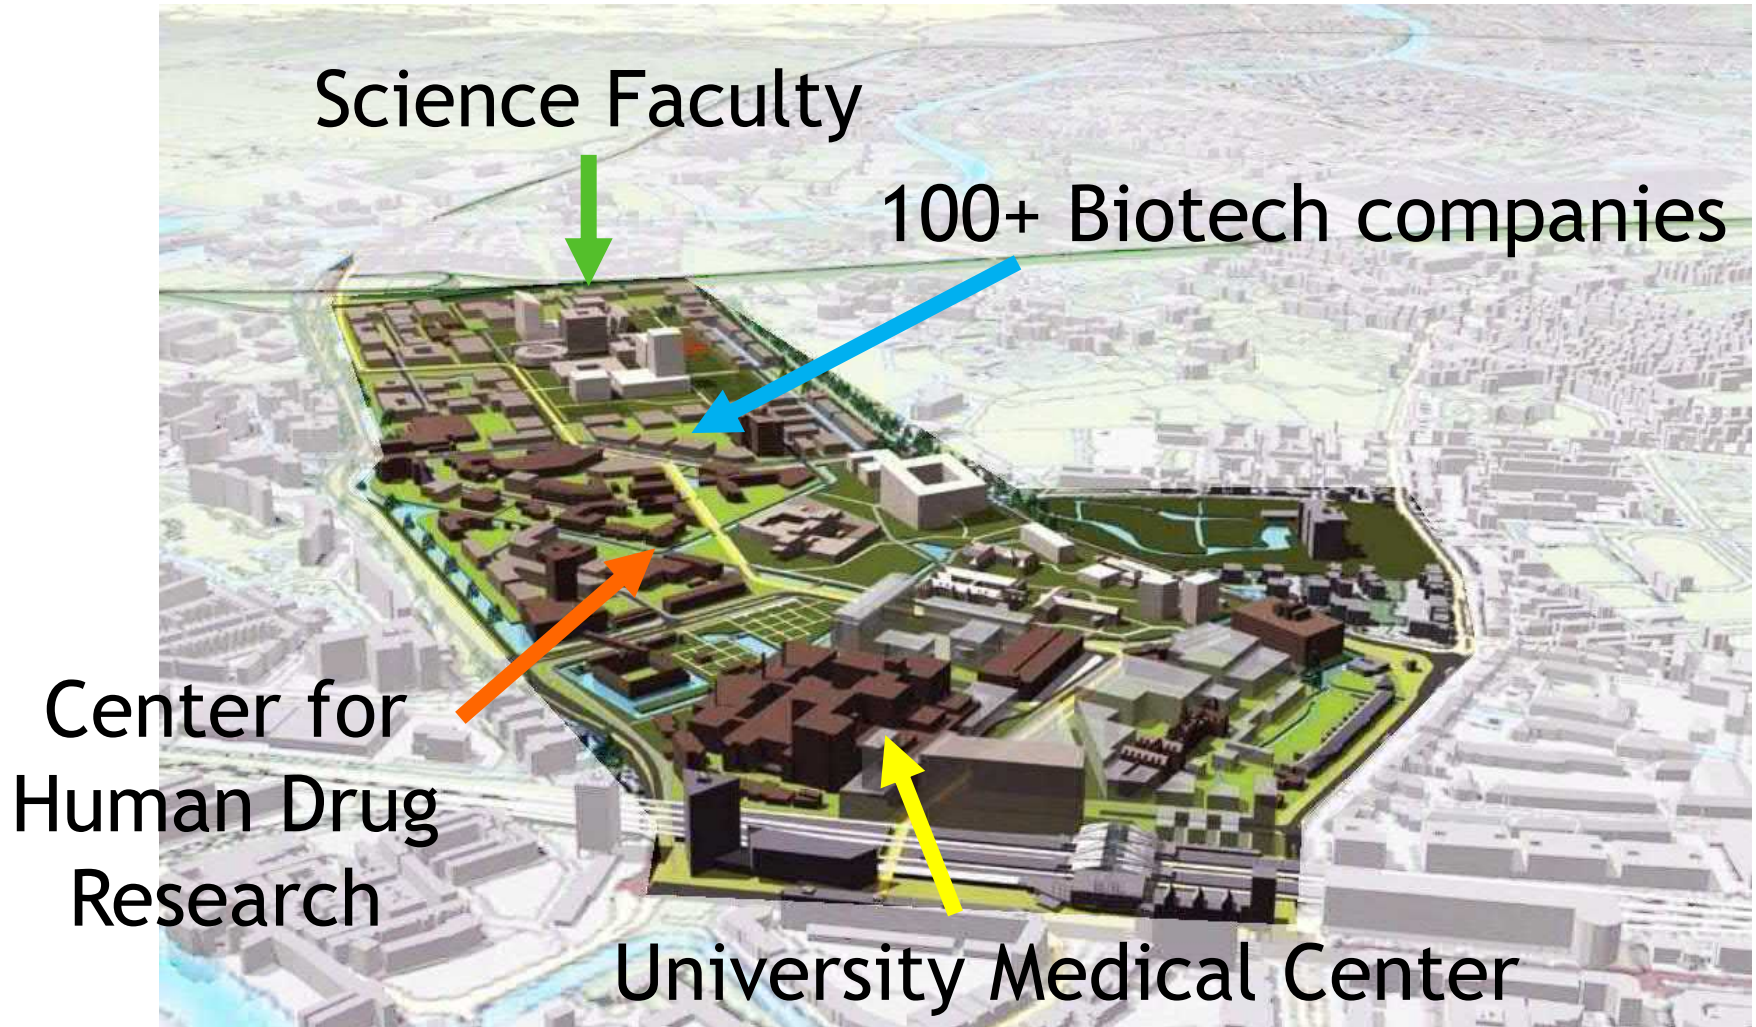 Science Faculty
100+ Biotech companies
Center for
Human Drug
Research
University Medical Center